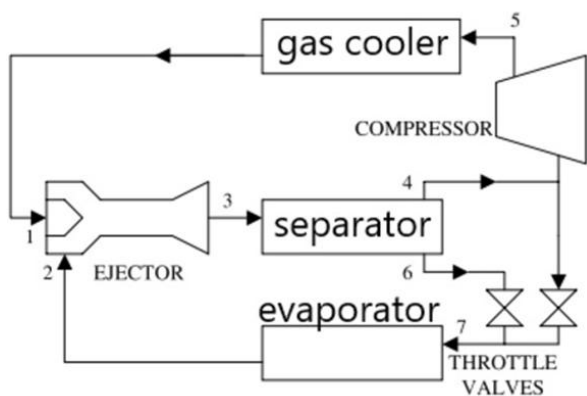 5
gas cooler
COMPRESSOR
3
4
1
separator
2
EJECTOR
6
evaporator
7
THROTTLE
VALVES